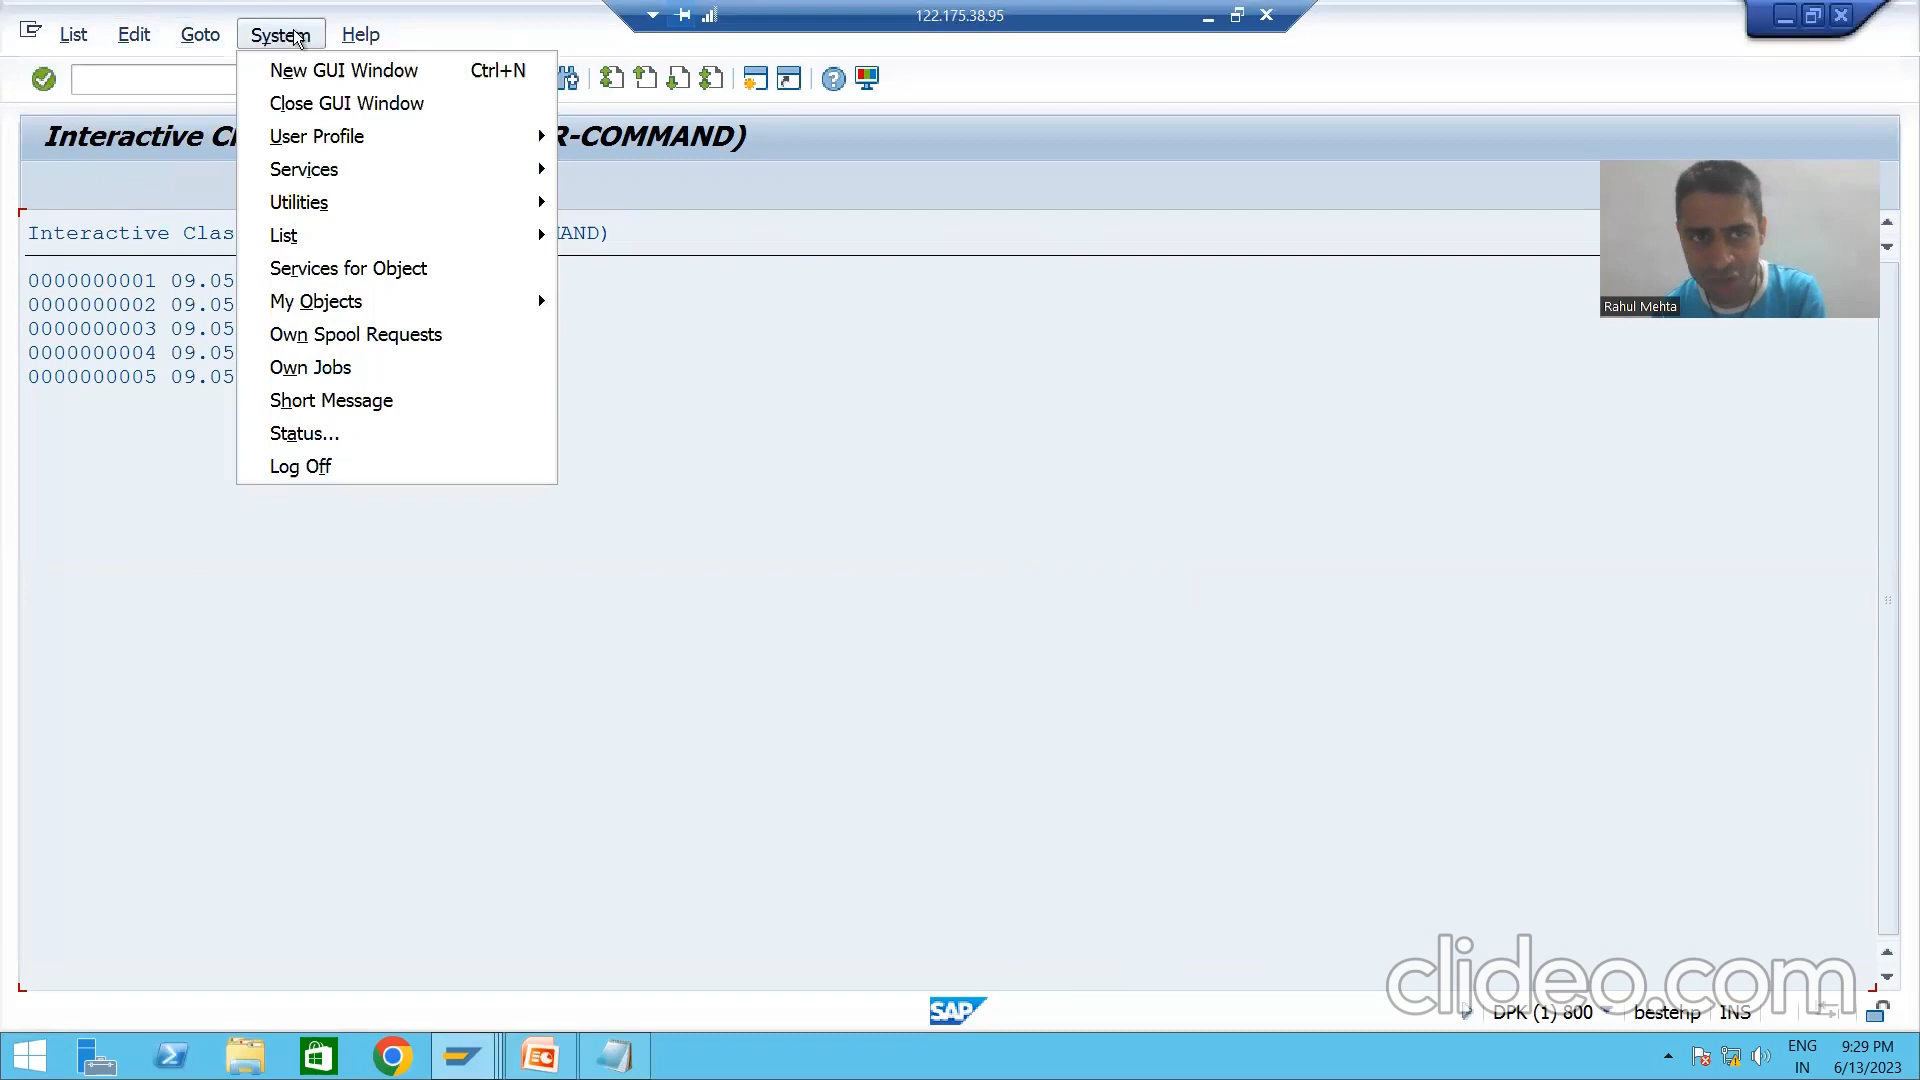 122.175.38.95
List Edit Goto System Help
New GUI Window Ctrl+N
Close GUI Window
User Profile
Services
Utilities
List
Services for Object
My Objects
Own Spool Requests
Own Jobs
Short Message
Status...
Log Off
Interactive R-COMMAND)
Interactive Clas MAND)
0000000001 09.05
0000000002 09.05
0000000003 09.05
0000000004 09.05
0000000005 09.05
Rahul Mehta
clideo.com
SAP
DPK (1) 800 bestehp INS
ENG 9:29 PM
IN 6/13/2023